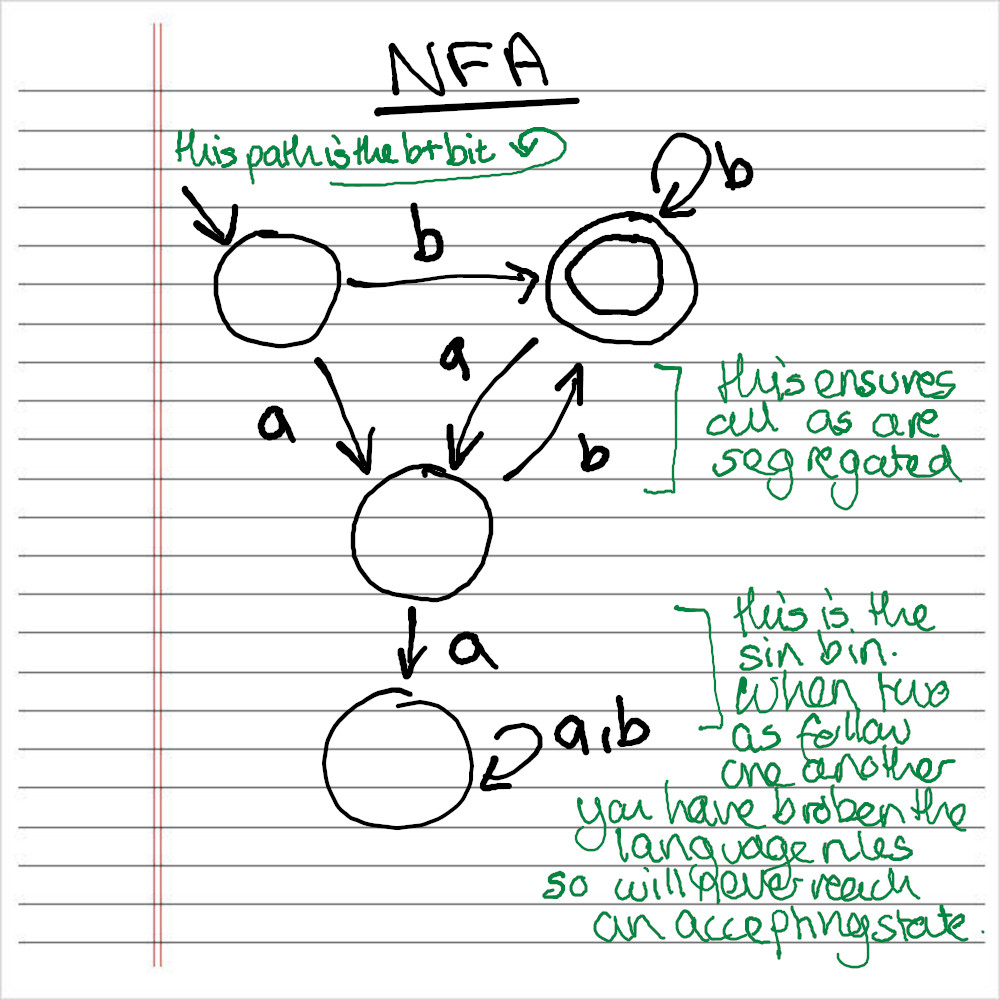 NFA
this path is the b+ bit
b
b
a
a
b
this ensures
all as are
segregated
a
a,b
this is the
sin bin.
when two
as follow
one another
you have broken the
language rules
so will never reach
an accepting state.